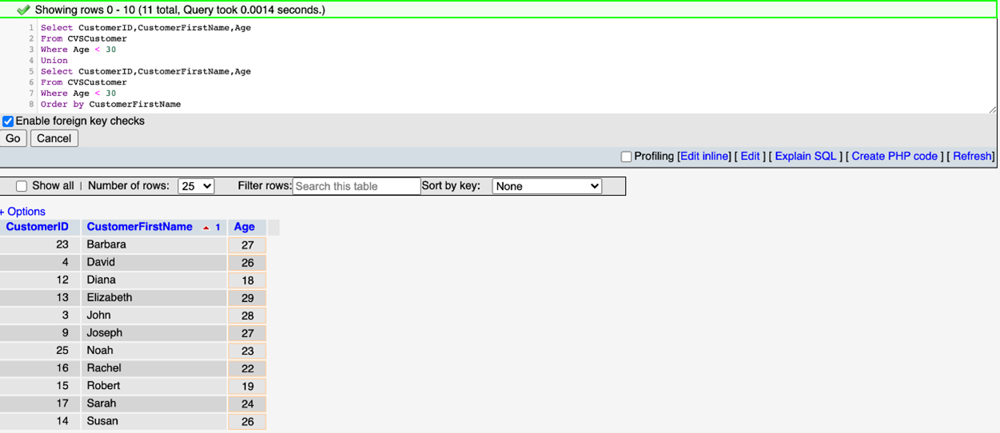 Showing rows 0 - 10 (11 total, Query took 0.0014 seconds.)
1 Select CustomerID,CustomerFirstName,Age
2 From CVSCustomer
3 Where Age < 30
4 Union
5 Select CustomerID,CustomerFirstName,Age
6 From CVSCustomer
7 Where Age < 30
8 Order by CustomerFirstName
Enable foreign key checks
Go Cancel
Profiling [Edit inline] [ Edit ] [ Explain SQL ] [ Create PHP code ] [ Refresh]
Show all | Number of rows: 25 Filter rows: Search this table Sort by key: None
+ Options
CustomerID CustomerFirstName 1 Age
23 Barbara 27
4 David 26
12 Diana 18
13 Elizabeth 29
3 John 28
9 Joseph 27
25 Noah 23
16 Rachel 22
15 Robert 19
17 Sarah 24
14 Susan 26